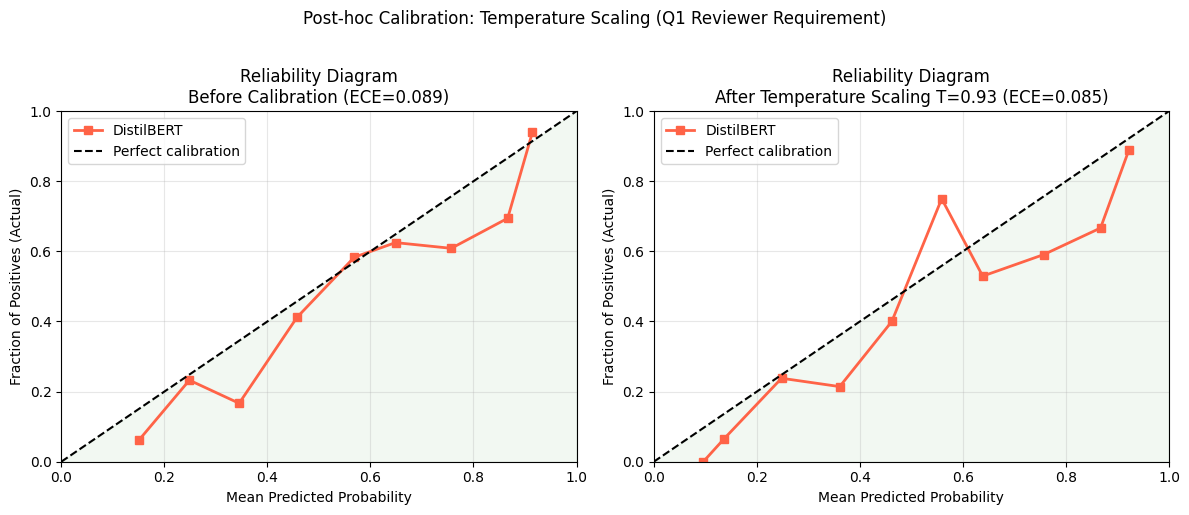 Post-hoc Calibration: Temperature Scaling (Q1 Reviewer Requirement)
Reliability Diagram
Before Calibration (ECE=0.089)
DistilBERT
Perfect calibration
Fraction of Positives (Actual)
1.0
0.8
0.6
0.4
0.2
0.0
0.0 0.2 0.4 0.6 0.8 1.0
Mean Predicted Probability
Reliability Diagram
After Temperature Scaling T=0.93 (ECE=0.085)
DistilBERT
Perfect calibration
Fraction of Positives (Actual)
1.0
0.8
0.6
0.4
0.2
0.0
0.0 0.2 0.4 0.6 0.8 1.0
Mean Predicted Probability